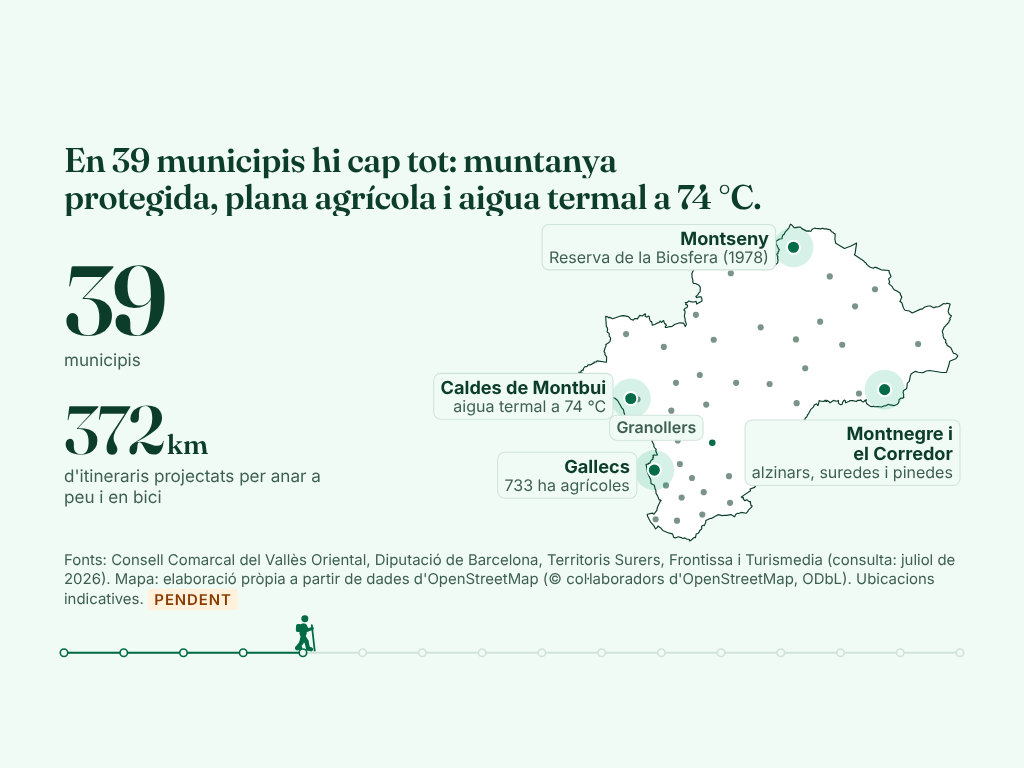 En 39 municipis hi cap tot: muntanya
protegida, plana agrícola i aigua termal a 74 °C.
39
municipis
372 km
d'itineraris projectats per anar a
peu i en bici
Montseny
Reserva de la Biosfera (1978)
Caldes de Montbui
aigua termal a 74 °C
Granollers
Gallecs
733 ha agrícoles
Montnegre i
el Corredor
alzinars, suredes i pinedes
Fonts: Consell Comarcal del Vallès Oriental, Diputació de Barcelona, Territoris Surers, Frontissa i Turismedia (consulta: juliol de
2026). Mapa: elaboració pròpia a partir de dades d'OpenStreetMap (© col·laboradors d'OpenStreetMap, ODbL). Ubicacions
indicatives. PENDENT